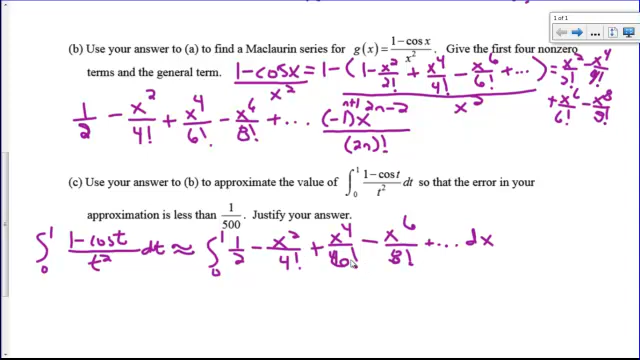 1 of 1
(b) Use your answer to (a) to find a Maclaurin series for g(x) = (1 − cos x)/x². Give the first four nonzero
terms and the general term.
(1 − cos x)/x² = (1 − (1 − x²/2! + x⁴/4! − x⁶/6! + ...))/x² = x²/2! − x⁴/4!
+ x⁶/6! − x⁸/8!
1/2 − x²/4! + x⁴/6! − x⁶/8! + ... (−1)ⁿ⁺¹ x²ⁿ⁻²/(2n)!
(c) Use your answer to (b) to approximate the value of ∫₀¹ (1 − cos t)/t² dt so that the error in your
approximation is less than 1/500. Justify your answer.
∫₀¹ (1 − cos t)/t² dt ≈ ∫₀¹ 1/2 − x²/4! + x⁴/6! − x⁶/8! + ... dx